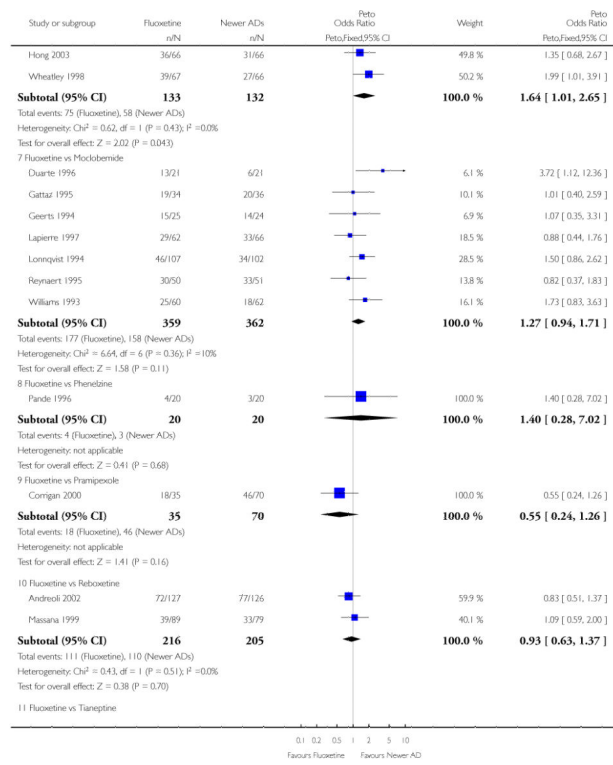 Study or subgroup Fluoxetine Newer ADs Peto Odds Ratio Weight Peto Odds Ratio
n/N n/N Peto,Fixed,95% CI Peto,Fixed,95% CI
Hong 2003 36/66 31/66 49.8 % 1.35 [ 0.68, 2.67 ]
Wheatley 1998 39/67 27/66 50.2 % 1.99 [ 1.01, 3.91 ]
Subtotal (95% CI) 133 132 100.0 % 1.64 [ 1.01, 2.65 ]
Total events: 75 (Fluoxetine), 58 (Newer ADs)
Heterogeneity: Chi² = 0.62, df = 1 (P = 0.43); I² =0.0%
Test for overall effect: Z = 2.02 (P = 0.043)
7 Fluoxetine vs Moclobemide
Duarte 1996 13/21 6/21 6.1 % 3.72 [ 1.12, 12.36 ]
Gattaz 1995 19/34 20/36 10.1 % 1.01 [ 0.40, 2.59 ]
Geerts 1994 15/25 14/24 6.9 % 1.07 [ 0.35, 3.31 ]
Lapierre 1997 29/62 33/66 18.5 % 0.88 [ 0.44, 1.76 ]
Lonnqvist 1994 46/107 34/102 28.5 % 1.50 [ 0.86, 2.62 ]
Reynaert 1995 30/50 33/51 13.8 % 0.82 [ 0.37, 1.83 ]
Williams 1993 25/60 18/62 16.1 % 1.73 [ 0.83, 3.63 ]
Subtotal (95% CI) 359 362 100.0 % 1.27 [ 0.94, 1.71 ]
Total events: 177 (Fluoxetine), 158 (Newer ADs)
Heterogeneity: Chi² = 6.64, df = 6 (P = 0.36); I² =10%
Test for overall effect: Z = 1.58 (P = 0.11)
8 Fluoxetine vs Phenelzine
Pande 1996 4/20 3/20 100.0 % 1.40 [ 0.28, 7.02 ]
Subtotal (95% CI) 20 20 100.0 % 1.40 [ 0.28, 7.02 ]
Total events: 4 (Fluoxetine), 3 (Newer ADs)
Heterogeneity: not applicable
Test for overall effect: Z = 0.41 (P = 0.68)
9 Fluoxetine vs Pramipexole
Corrigan 2000 18/35 46/70 100.0 % 0.55 [ 0.24, 1.26 ]
Subtotal (95% CI) 35 70 100.0 % 0.55 [ 0.24, 1.26 ]
Total events: 18 (Fluoxetine), 46 (Newer ADs)
Heterogeneity: not applicable
Test for overall effect: Z = 1.41 (P = 0.16)
10 Fluoxetine vs Reboxetine
Andreoli 2002 72/127 77/126 59.9 % 0.83 [ 0.51, 1.37 ]
Massana 1999 39/89 33/79 40.1 % 1.09 [ 0.59, 2.00 ]
Subtotal (95% CI) 216 205 100.0 % 0.93 [ 0.63, 1.37 ]
Total events: 111 (Fluoxetine), 110 (Newer ADs)
Heterogeneity: Chi² = 0.43, df = 1 (P = 0.51); I² =0.0%
Test for overall effect: Z = 0.38 (P = 0.70)
11 Fluoxetine vs Tianeptine
0.1 0.2 0.5 1 2 5 10
Favours Fluoxetine Favours Newer AD